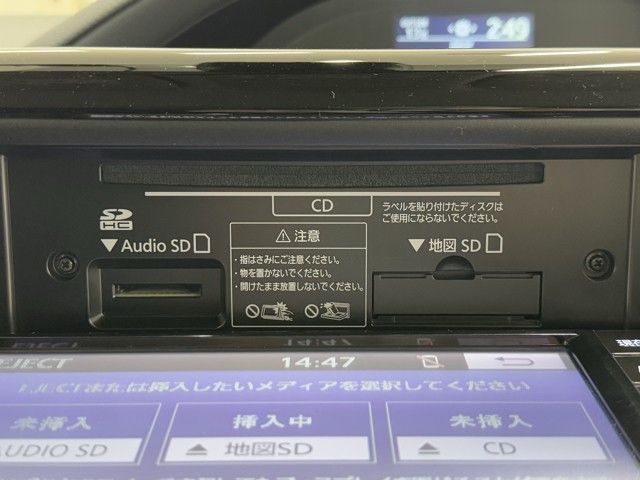 249
CD
ラベルを貼り付けたディスクは
ご使用にならないでください。
SD
HC
▼Audio SD
⚠ 注意
・指はさみにご注意ください。
・物を置かないでください。
・開けたまま放置しないでください。
▼地図 SD
EJECT
14:47
EJECTまたは挿入したいメディアを選択してください
未挿入
AUDIO SD
挿入中
地図SD
未挿入
CD